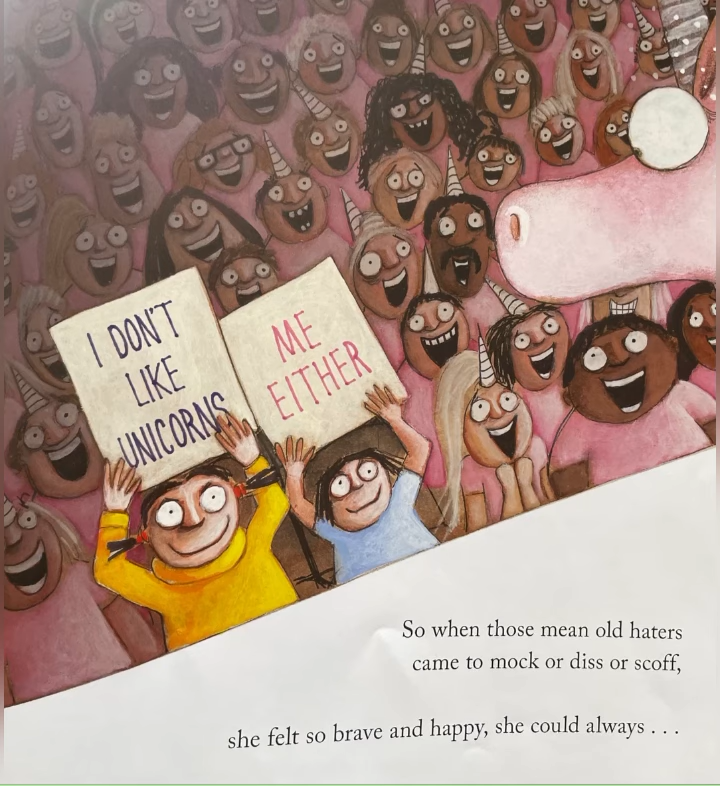 I DON'T
LIKE
UNICORNS
ME
EITHER
So when those mean old haters
came to mock or diss or scoff,
she felt so brave and happy, she could always . . .